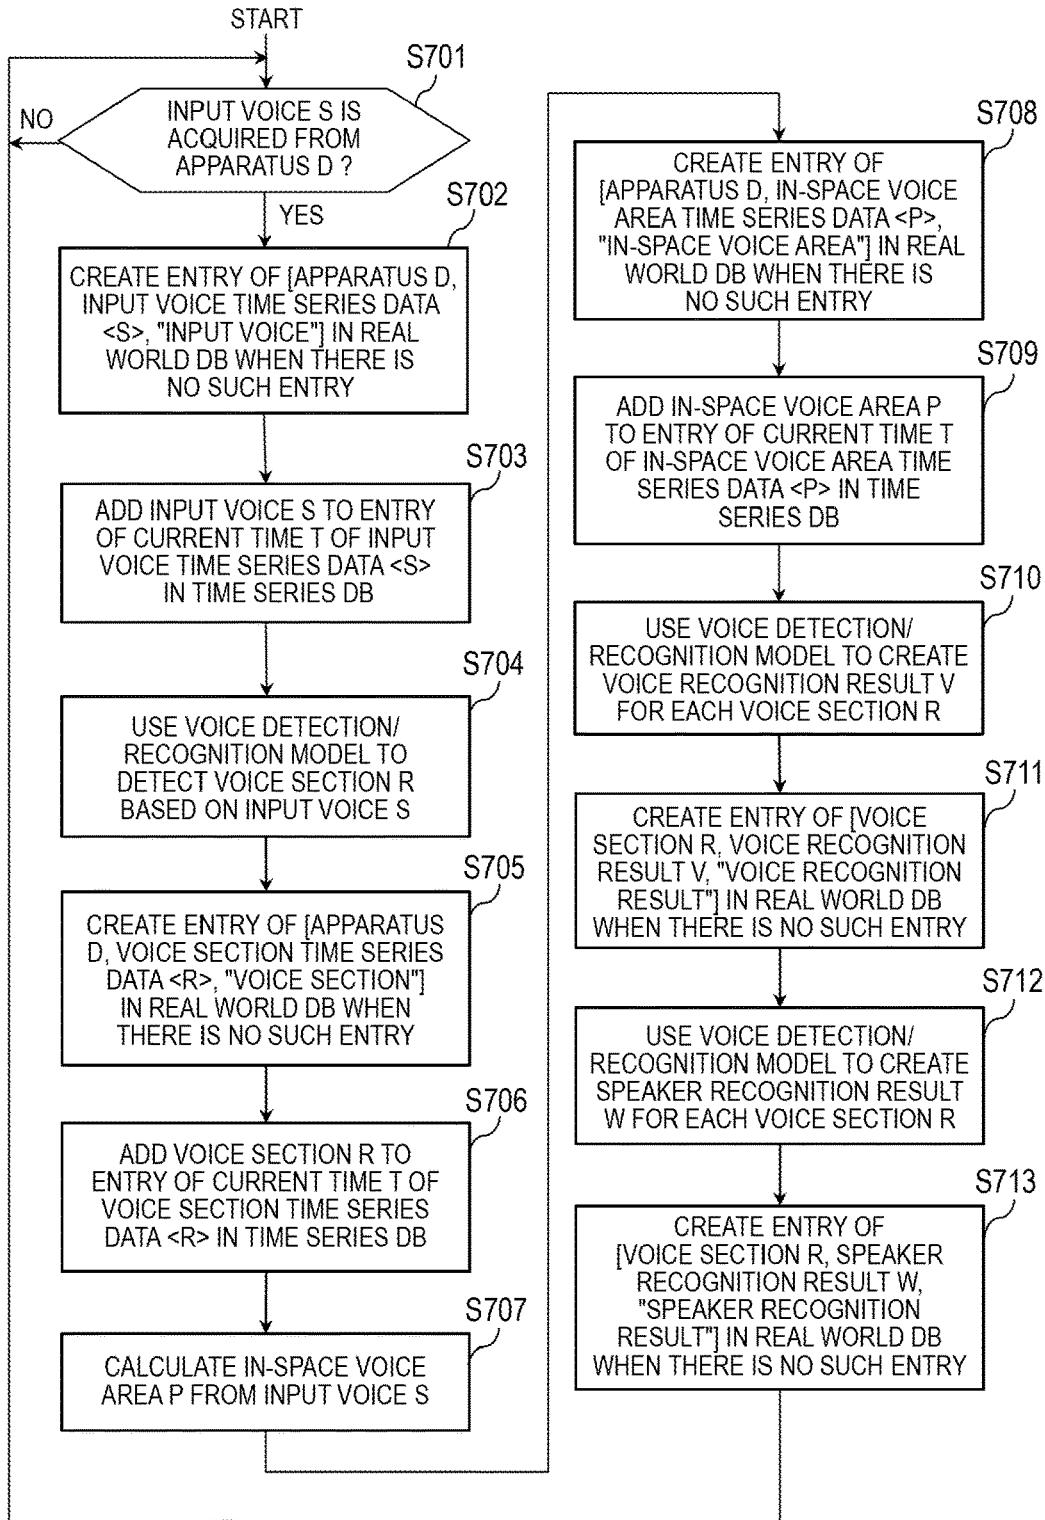 START
S701
INPUT VOICE S IS
ACQUIRED FROM
APPARATUS D ?
NO
YES
S702
CREATE ENTRY OF [APPARATUS D,
INPUT VOICE TIME SERIES DATA
<S>, "INPUT VOICE"] IN REAL
WORLD DB WHEN THERE IS
NO SUCH ENTRY
S703
ADD INPUT VOICE S TO ENTRY
OF CURRENT TIME T OF INPUT
VOICE TIME SERIES DATA <S>
IN TIME SERIES DB
S704
USE VOICE DETECTION/
RECOGNITION MODEL TO
DETECT VOICE SECTION R
BASED ON INPUT VOICE S
S705
CREATE ENTRY OF [APPARATUS
D, VOICE SECTION TIME SERIES
DATA <R>, "VOICE SECTION"]
IN REAL WORLD DB WHEN
THERE IS NO SUCH ENTRY
S706
ADD VOICE SECTION R TO
ENTRY OF CURRENT TIME T OF
VOICE SECTION TIME SERIES
DATA <R> IN TIME SERIES DB
S707
CALCULATE IN-SPACE VOICE
AREA P FROM INPUT VOICE S
S708
CREATE ENTRY OF
[APPARATUS D, IN-SPACE VOICE
AREA TIME SERIES DATA <P>,
"IN-SPACE VOICE AREA"] IN REAL
WORLD DB WHEN THERE IS
NO SUCH ENTRY
S709
ADD IN-SPACE VOICE AREA P
TO ENTRY OF CURRENT TIME T
OF IN-SPACE VOICE AREA TIME
SERIES DATA <P> IN TIME
SERIES DB
S710
USE VOICE DETECTION/
RECOGNITION MODEL TO CREATE
VOICE RECOGNITION RESULT V
FOR EACH VOICE SECTION R
S711
CREATE ENTRY OF [VOICE
SECTION R, VOICE RECOGNITION
RESULT V, "VOICE RECOGNITION
RESULT"] IN REAL WORLD DB
WHEN THERE IS NO SUCH ENTRY
S712
USE VOICE DETECTION/
RECOGNITION MODEL TO CREATE
SPEAKER RECOGNITION RESULT
W FOR EACH VOICE SECTION R
S713
CREATE ENTRY OF
[VOICE SECTION R, SPEAKER
RECOGNITION RESULT W,
"SPEAKER RECOGNITION
RESULT"] IN REAL WORLD DB
WHEN THERE IS NO SUCH ENTRY